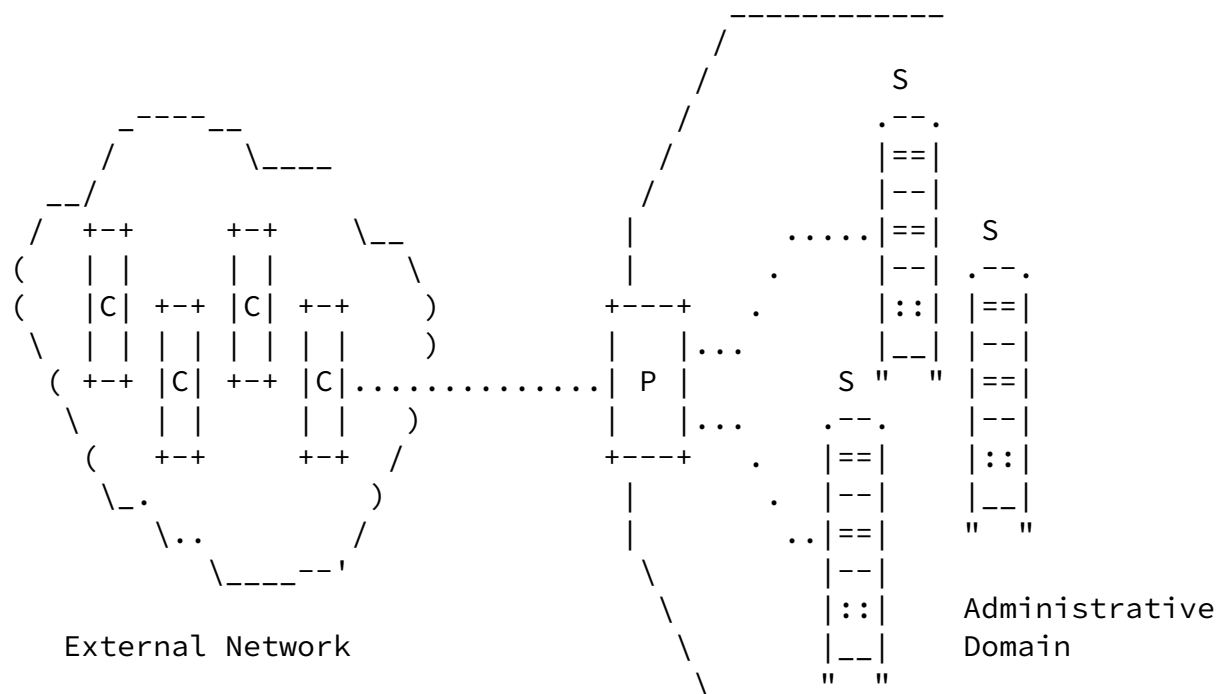 S
S
C C
C C P S
External Network
Administrative
Domain